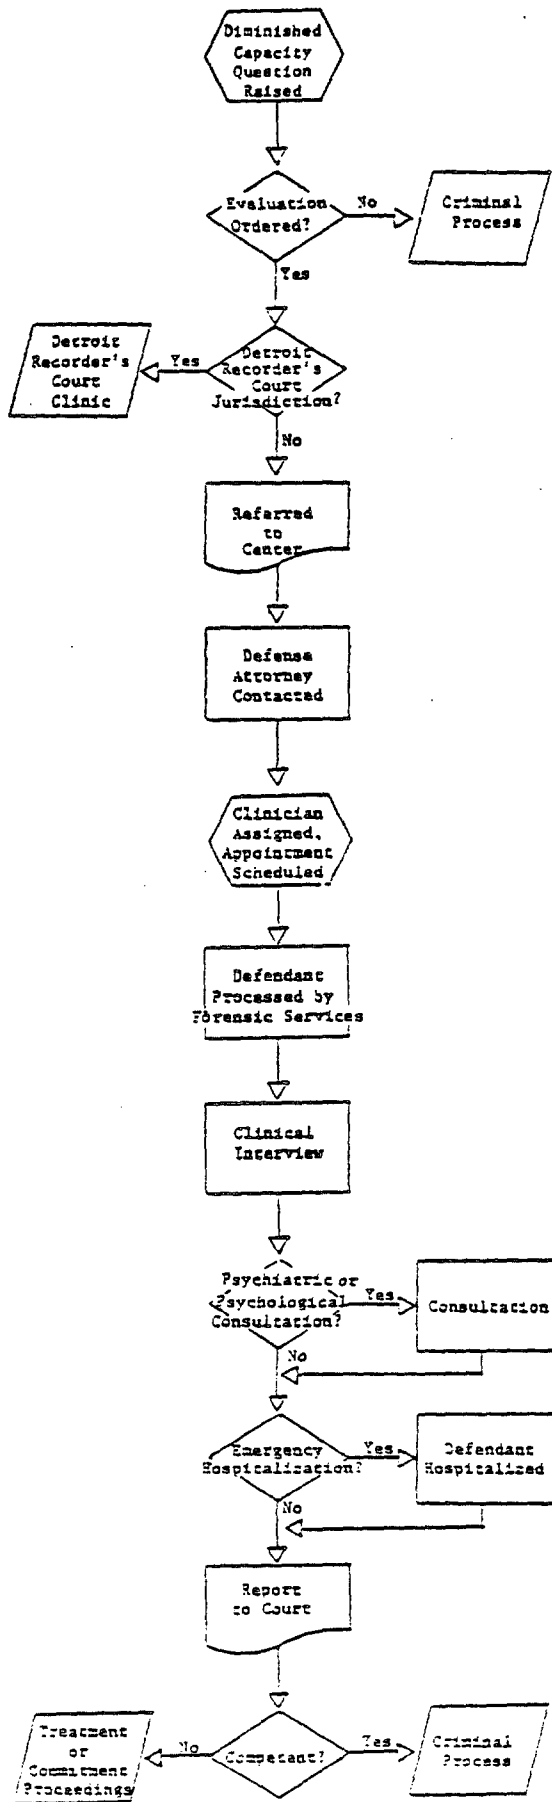 Diminished
Capacity
Question
Raised
Evaluation
Ordered?
No
Criminal
Process
Yes
Detroit
Recorder's
Court
Clinic
Yes
Detroit
Recorder's
Court
Jurisdiction?
No
Referred
to
Center
Defense
Attorney
Contacted
Clinician
Assigned,
Appointment
Scheduled
Defendant
Processed by
Forensic Services
Clinical
Interview
Psychiatric or
Psychological
Consultation?
Yes
Consultation
No
Emergency
Hospitalization?
Yes
Defendant
Hospitalized
No
Report
to Court
Treatment
or
Commitment
Proceedings
No
Competent?
Yes
Criminal
Process